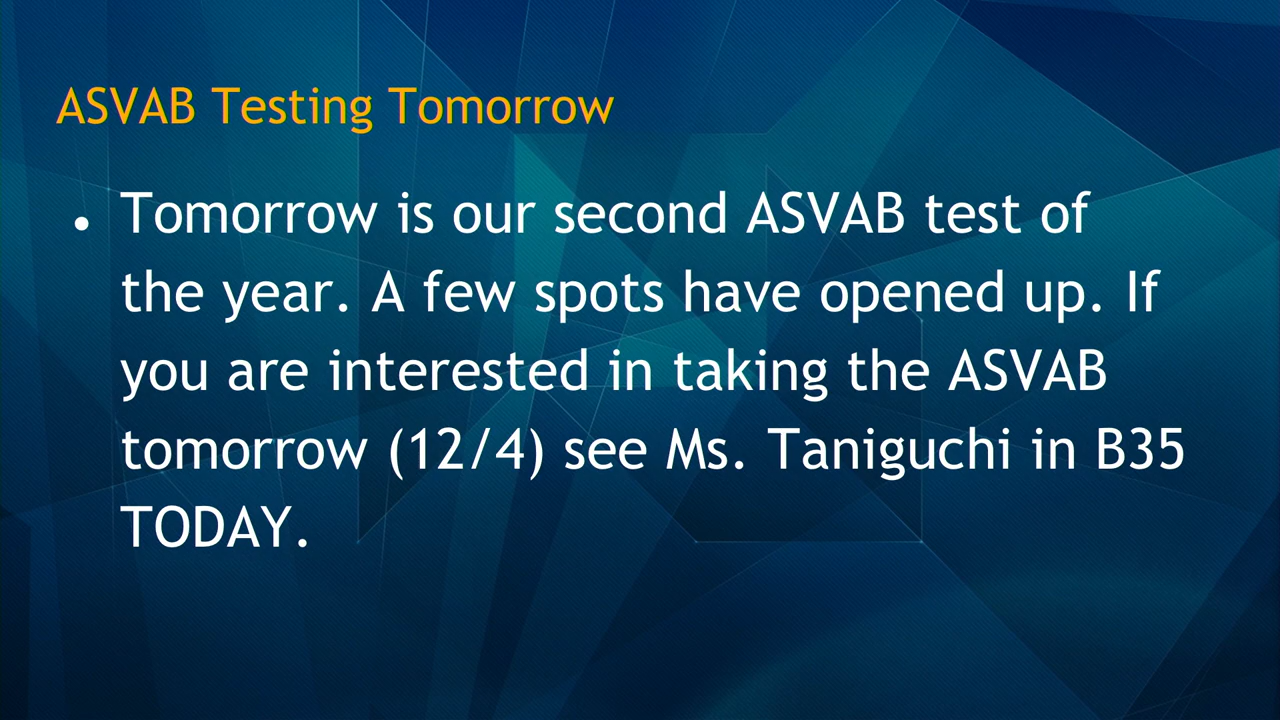 ASVAB Testing Tomorrow
• Tomorrow is our second ASVAB test of
the year. A few spots have opened up. If
you are interested in taking the ASVAB
tomorrow (12/4) see Ms. Taniguchi in B35
TODAY.